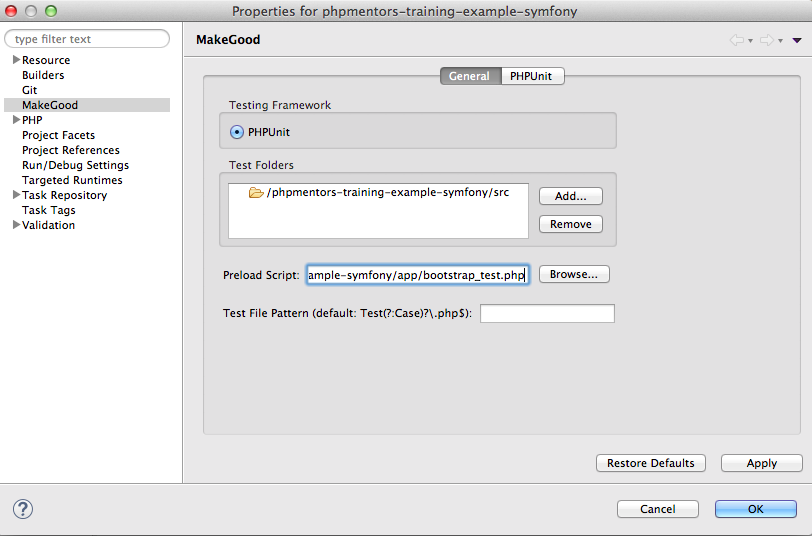 Properties for phpmentors-training-example-symfony
type filter text
Resource
Builders
Git
MakeGood
PHP
Project Facets
Project References
Run/Debug Settings
Targeted Runtimes
Task Repository
Task Tags
Validation
MakeGood
General PHPUnit
Testing Framework
PHPUnit
Test Folders
/phpmentors-training-example-symfony/src
Add...
Remove
Preload Script: ample-symfony/app/bootstrap_test.php Browse...
Test File Pattern (default: Test(?:Case)?\.php$):
Restore Defaults Apply
? Cancel OK